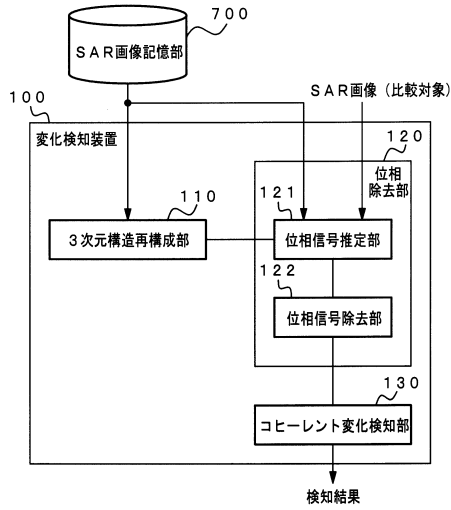 700
SAR画像記憶部
100
SAR画像(比較対象)
変化検知装置
120
位相
除去部
110
121
3次元構造再構成部
位相信号推定部
122
位相信号除去部
130
コヒーレント変化検知部
検知結果